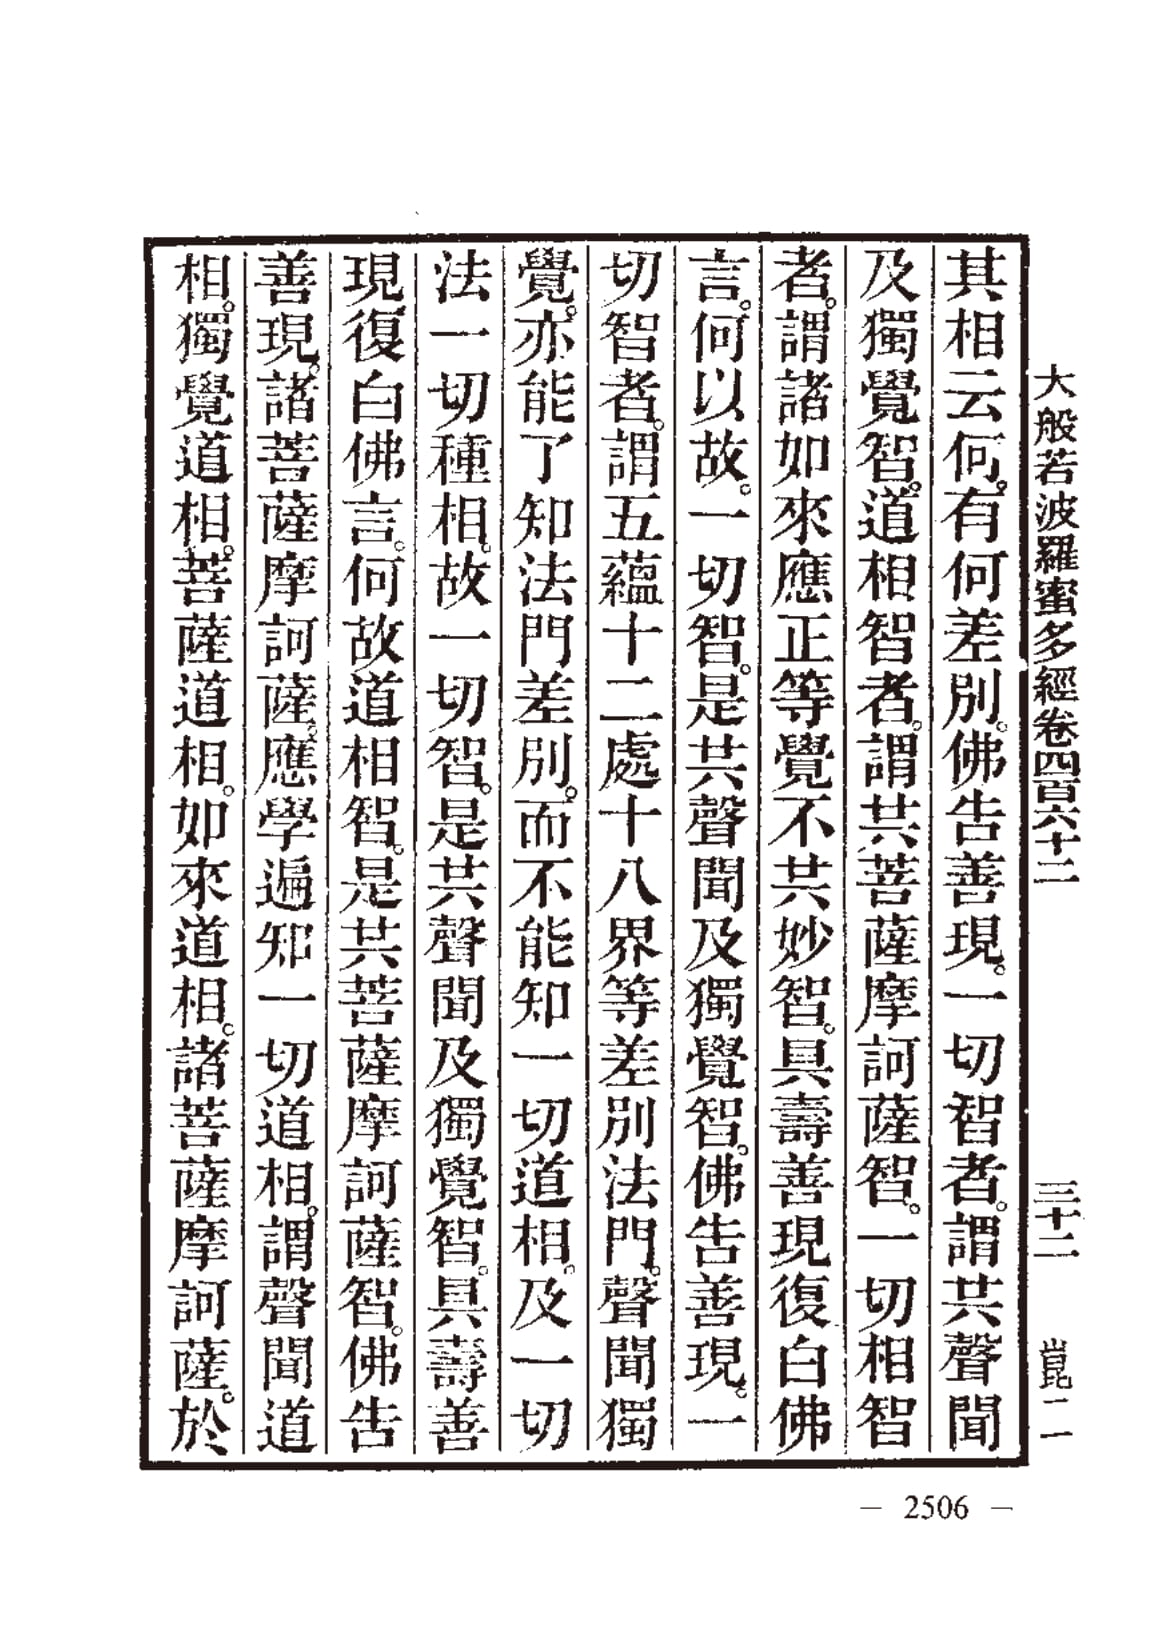 大般若波羅蜜多經卷四百六十二 三十二 崑二
其相云何。有何差別。佛告善現。一切智者。謂共聲聞
及獨覺智。道相智者。謂共菩薩摩訶薩智。一切相智
者。謂諸如來應正等覺不共妙智。具壽善現復白佛
言。何以故。一切智。是共聲聞及獨覺智。佛告善現。一
切智者。謂五蘊十二處十八界等差別法門。聲聞獨
覺。亦能了知法門差別。而不能知一切道相。及一切
法一切種相。故一切智。是共聲聞及獨覺智。具壽善
現復白佛言。何故道相智。是共菩薩摩訶薩智。佛告
善現。諸菩薩摩訶薩。應學遍知一切道相。謂聲聞道
相。獨覺道相。菩薩道相。如來道相。諸菩薩摩訶薩。於
— 2506 —